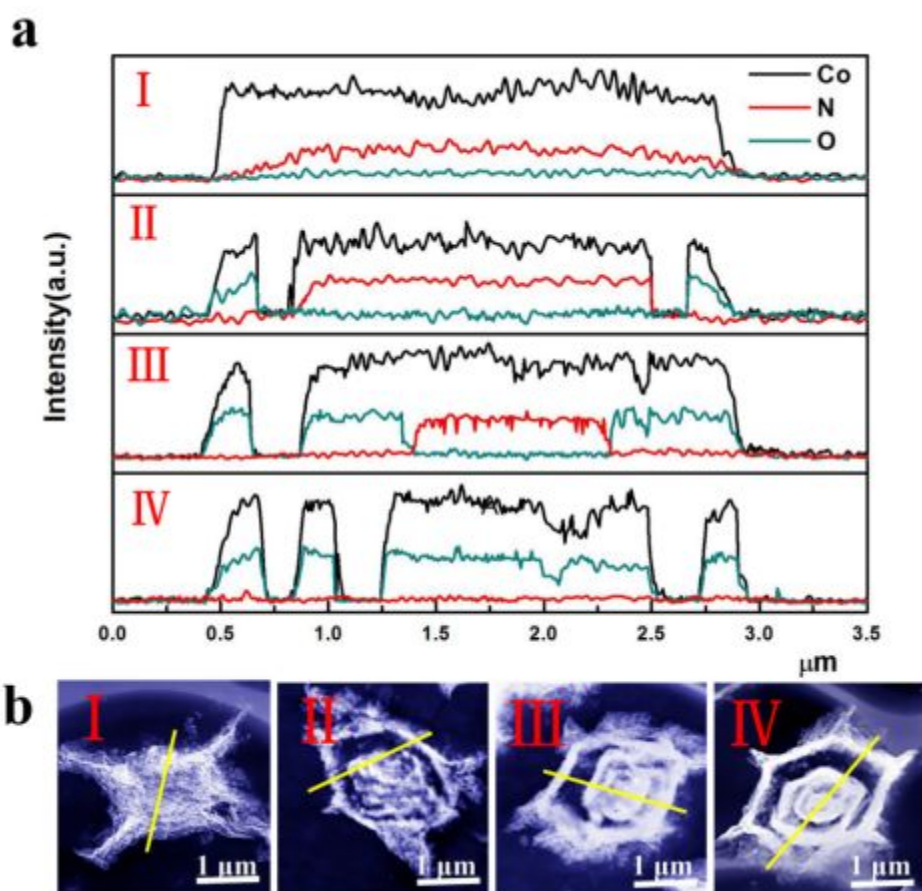 a
I
Co
N
O
II
III
IV
Intensity(a.u.)
0.0 0.5 1.0 1.5 2.0 2.5 3.0 3.5
μm
b
I
II
III
IV
1 μm
1 μm
1 μm
1 μm